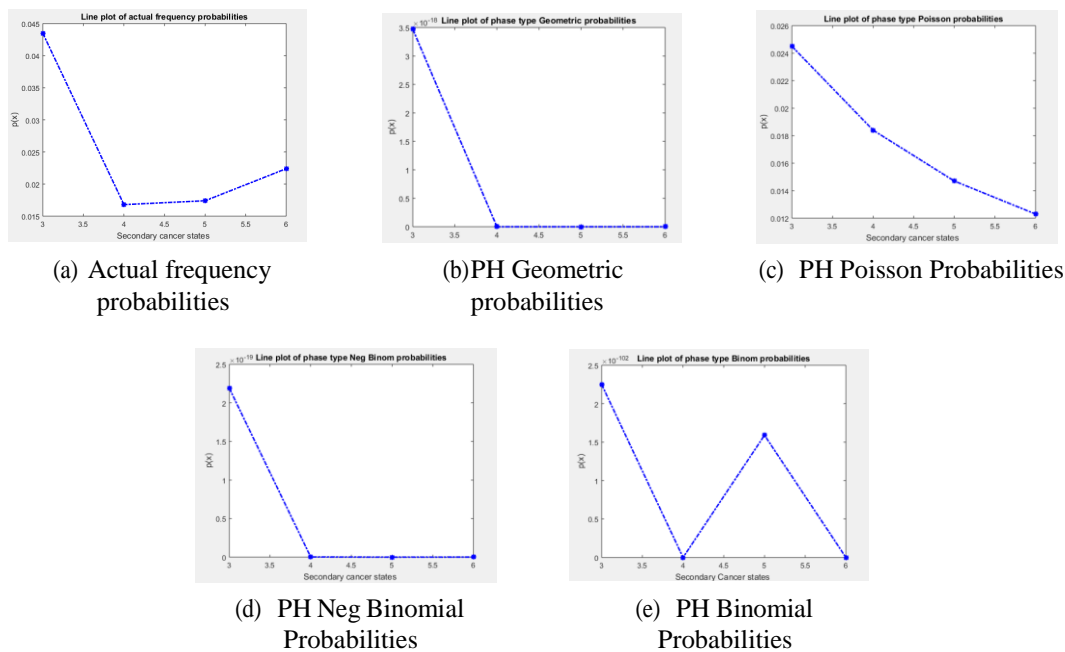 Line plot of actual frequency probabilities
0.045
0.04
0.035
0.03
0.025
0.02
0.015
p(x)
3 3.5 4 4.5 5 5.5 6
Secondary cancer states
(a) Actual frequency
probabilities
×10⁻¹⁸ Line plot of phase type Geometric probabilities
3.5
3
2.5
2
1.5
1
0.5
0
p(x)
3 3.5 4 4.5 5 5.5 6
(b)PH Geometric
probabilities
Line plot of phase type Poisson probabilities
0.026
0.024
0.022
0.02
0.018
0.016
0.014
0.012
p(x)
3 3.5 4 4.5 5 5.5 6
Secondary cancer states
(c) PH Poisson Probabilities
×10⁻¹⁹ Line plot of phase type Neg Binom probabilities
2.5
2
1.5
1
0.5
0
p(x)
3 3.5 4 4.5 5 5.5 6
Secondary cancer states
(d) PH Neg Binomial
Probabilities
×10⁻¹⁰² Line plot of phase type Binom probabilities
2.5
2
1.5
1
0.5
0
p(x)
3 3.5 4 4.5 5 5.5 6
Secondary Cancer states
(e) PH Binomial
Probabilities